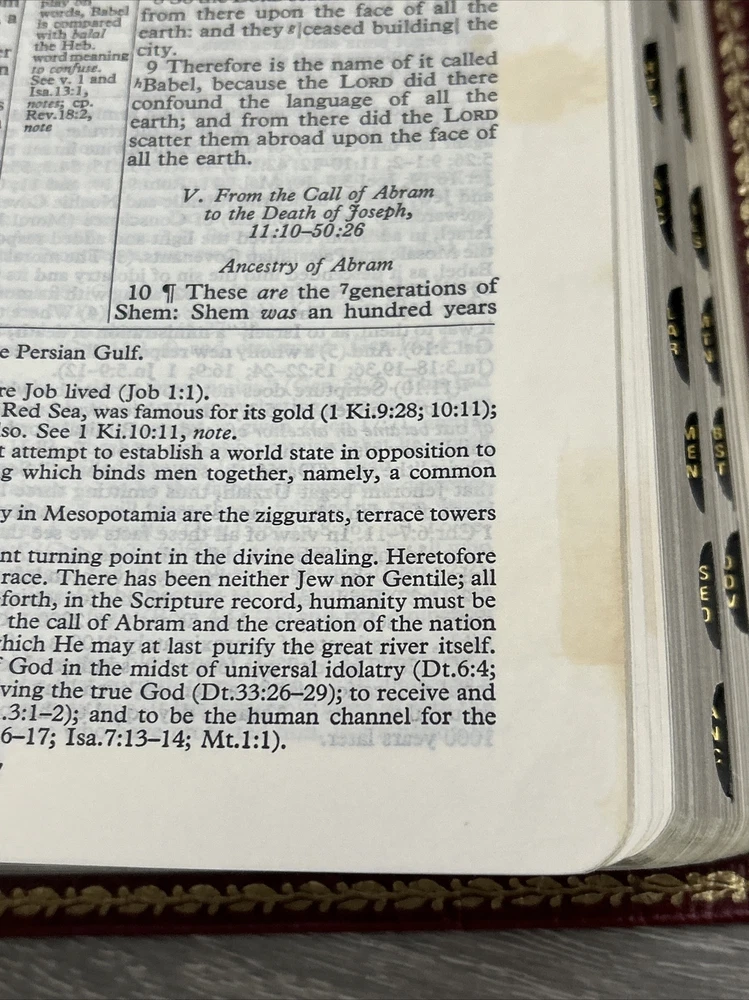 words, Babel
is compared
with balal
the Heb.
word meaning
to confuse.
See v. 1 and
Isa.13:1,
notes; cp.
Rev.18:2,
note
from there upon the face of all the
earth: and they g|ceased building| the
city.
9 Therefore is the name of it called
hBabel, because the LORD did there
confound the language of all the
earth; and from there did the LORD
scatter them abroad upon the face of
all the earth.
V. From the Call of Abram
to the Death of Joseph,
11:10–50:26
Ancestry of Abram
10 ¶ These are the 7generations of
Shem: Shem was an hundred years
e Persian Gulf.
re Job lived (Job 1:1).
Red Sea, was famous for its gold (1 Ki.9:28; 10:11);
so. See 1 Ki.10:11, note.
t attempt to establish a world state in opposition to
g which binds men together, namely, a common
y in Mesopotamia are the ziggurats, terrace towers
nt turning point in the divine dealing. Heretofore
race. There has been neither Jew nor Gentile; all
forth, in the Scripture record, humanity must be
the call of Abram and the creation of the nation
hich He may at last purify the great river itself.
God in the midst of universal idolatry (Dt.6:4;
ving the true God (Dt.33:26–29); to receive and
.3:1–2); and to be the human channel for the
6–17; Isa.7:13–14; Mt.1:1).
MEN